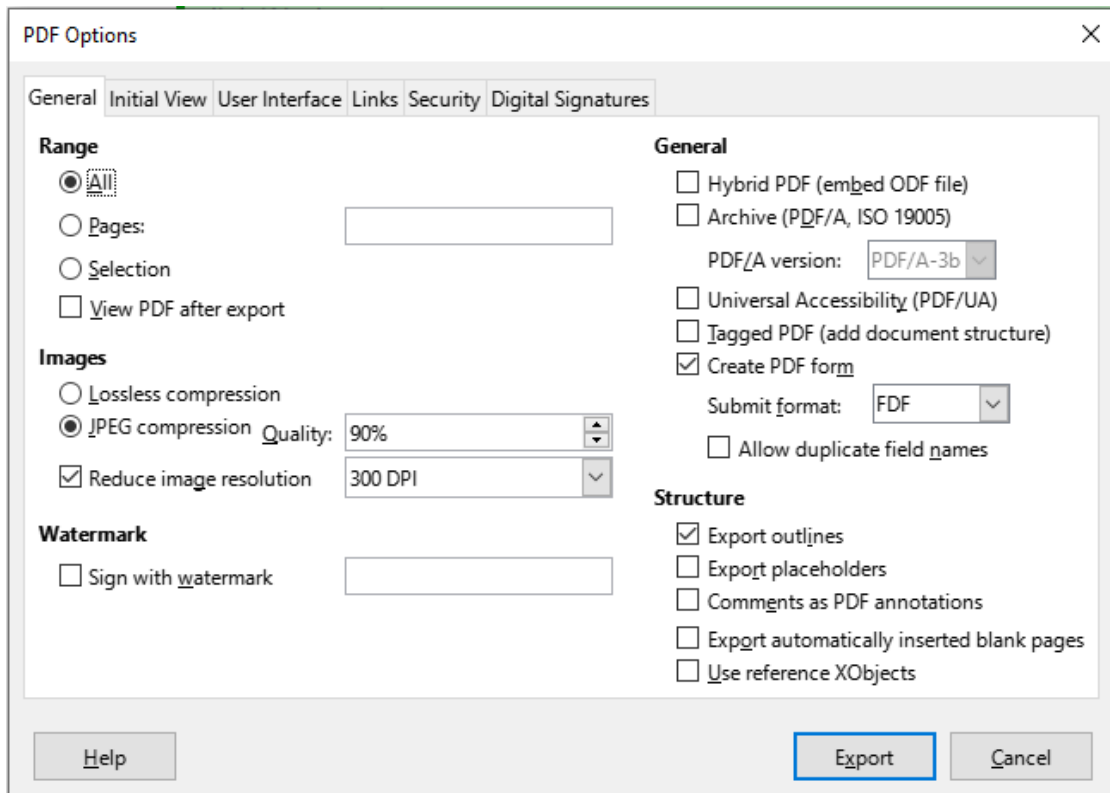 PDF Options
General Initial View User Interface Links Security Digital Signatures
Range
All
Pages:
Selection
View PDF after export
Images
Lossless compression
JPEG compression Quality: 90%
Reduce image resolution 300 DPI
Watermark
Sign with watermark
General
Hybrid PDF (embed ODF file)
Archive (PDF/A, ISO 19005)
PDF/A version: PDF/A-3b
Universal Accessibility (PDF/UA)
Tagged PDF (add document structure)
Create PDF form
Submit format: FDF
Allow duplicate field names
Structure
Export outlines
Export placeholders
Comments as PDF annotations
Export automatically inserted blank pages
Use reference XObjects
Help Export Cancel